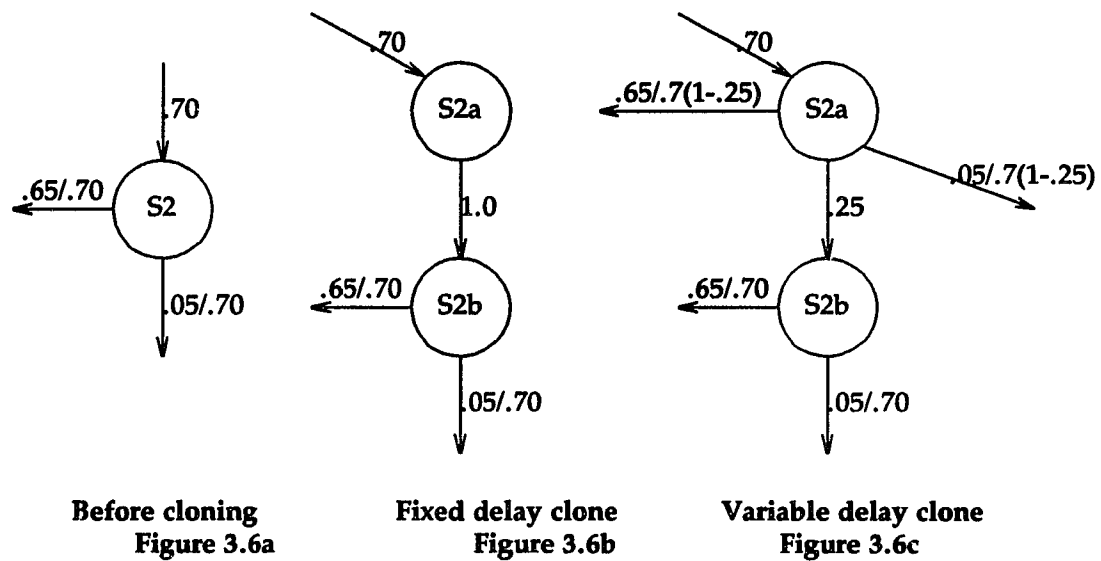 .70
.65/.70
S2
.05/.70
Before cloning
Figure 3.6a
.70
S2a
1.0
.65/.70
S2b
.05/.70
Fixed delay clone
Figure 3.6b
.70
.65/.7(1-.25)
S2a
.05/.7(1-.25)
.25
.65/.70
S2b
.05/.70
Variable delay clone
Figure 3.6c